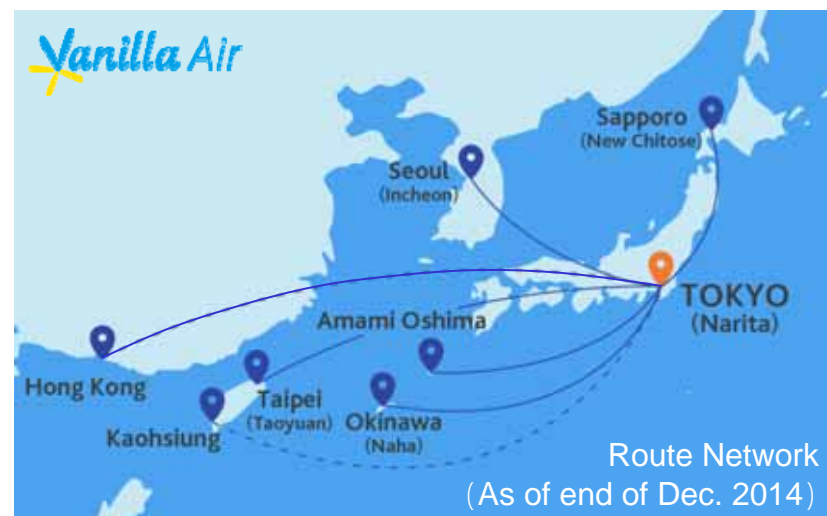 Vanilla Air
Sapporo
(New Chitose)
Seoul
(Incheon)
TOKYO
(Narita)
Amami Oshima
Hong Kong
Taipei
(Taoyuan)
Okinawa
(Naha)
Kaohsiung
Route Network
(As of end of Dec. 2014)